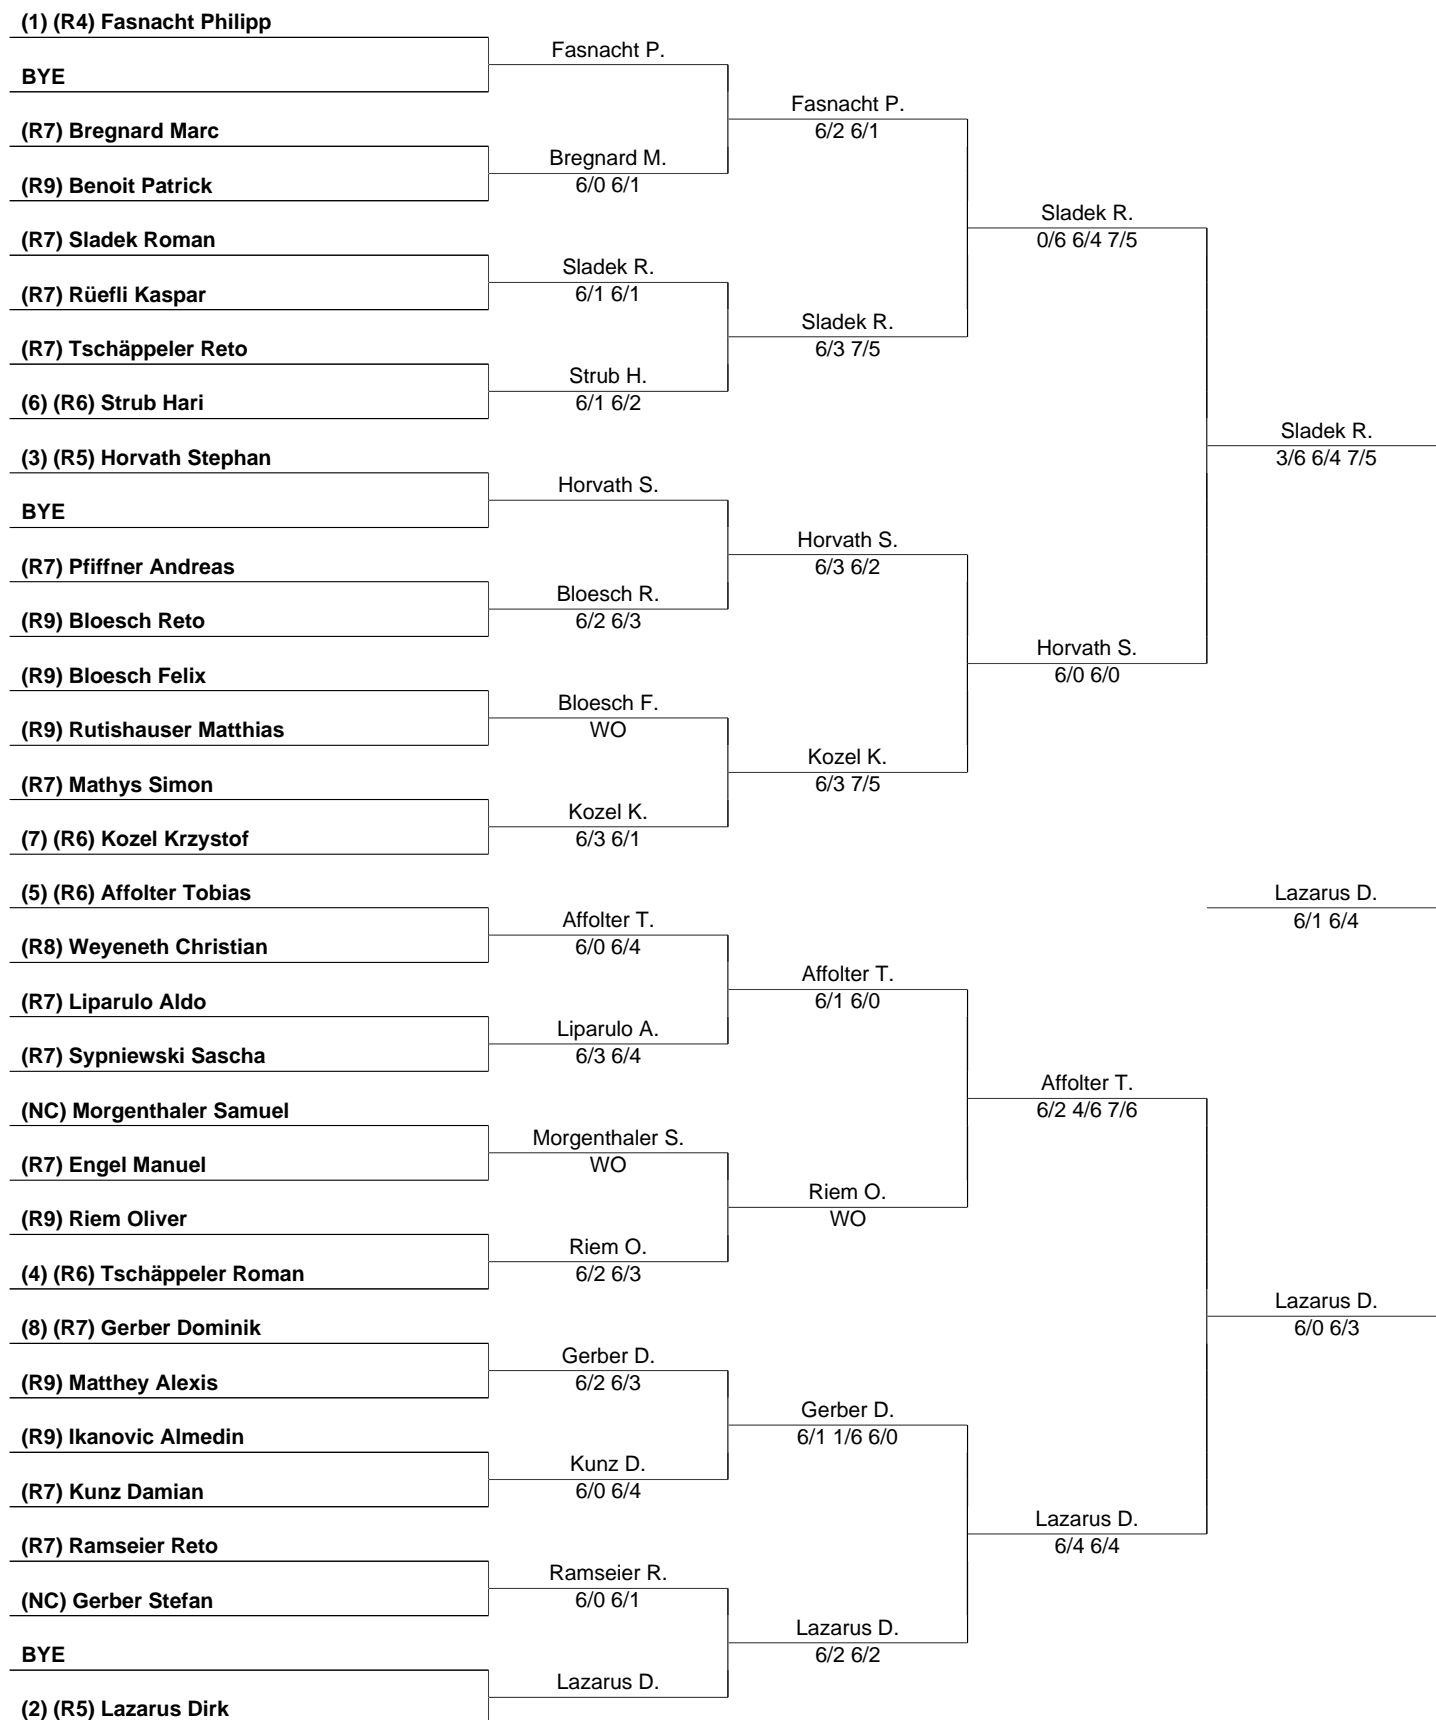 (1) (R4) Fasnacht Philipp
BYE
(R7) Bregnard Marc
(R9) Benoit Patrick
(R7) Sladek Roman
(R7) Rüefli Kaspar
(R7) Tschäppeler Reto
(6) (R6) Strub Hari
(3) (R5) Horvath Stephan
BYE
(R7) Pfiffner Andreas
(R9) Bloesch Reto
(R9) Bloesch Felix
(R9) Rutishauser Matthias
(R7) Mathys Simon
(7) (R6) Kozel Krzystof
(5) (R6) Affolter Tobias
(R8) Weyeneth Christian
(R7) Liparulo Aldo
(R7) Sypniewski Sascha
(NC) Morgenthaler Samuel
(R7) Engel Manuel
(R9) Riem Oliver
(4) (R6) Tschäppeler Roman
(8) (R7) Gerber Dominik
(R9) Matthey Alexis
(R9) Ikanovic Almedin
(R7) Kunz Damian
(R7) Ramseier Reto
(NC) Gerber Stefan
BYE
(2) (R5) Lazarus Dirk
Fasnacht P.
Bregnard M.
6/0 6/1
Sladek R.
6/1 6/1
Strub H.
6/1 6/2
Horvath S.
Bloesch R.
6/2 6/3
Bloesch F.
WO
Kozel K.
6/3 6/1
Affolter T.
6/0 6/4
Liparulo A.
6/3 6/4
Morgenthaler S.
WO
Riem O.
6/2 6/3
Gerber D.
6/2 6/3
Kunz D.
6/0 6/4
Ramseier R.
6/0 6/1
Lazarus D.
Fasnacht P.
6/2 6/1
Sladek R.
6/3 7/5
Horvath S.
6/3 6/2
Kozel K.
6/3 7/5
Affolter T.
6/1 6/0
Riem O.
WO
Gerber D.
6/1 1/6 6/0
Lazarus D.
6/2 6/2
Sladek R.
0/6 6/4 7/5
Horvath S.
6/0 6/0
Affolter T.
6/2 4/6 7/6
Lazarus D.
6/4 6/4
Sladek R.
3/6 6/4 7/5
Lazarus D.
6/1 6/4
Lazarus D.
6/0 6/3